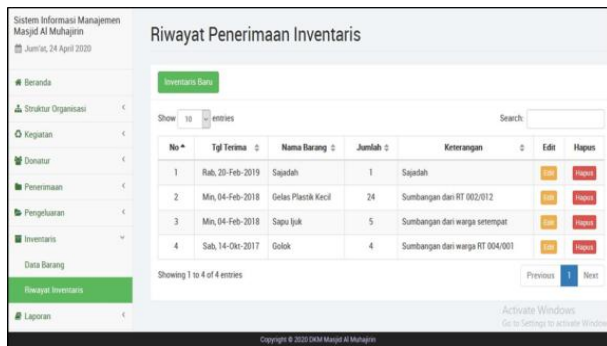 Sistem Informasi Manajemen
Masjid Al Muhajirin
Jum'at, 24 April 2020
Beranda
Struktur Organisasi
Kegiatan
Donatur
Penerimaan
Pengeluaran
Inventaris
Data Barang
Riwayat Inventaris
Laporan
Riwayat Penerimaan Inventaris
Inventaris Baru
Show 10 entries Search:
No Tgl Terima Nama Barang Jumlah Keterangan Edit Hapus
1 Rab, 20-Feb-2019 Sajadah 1 Sajadah Edit Hapus
2 Min, 04-Feb-2018 Gelas Plastik Kecil 24 Sumbangan dari RT 002/012 Edit Hapus
3 Min, 04-Feb-2018 Sapu Ijuk 5 Sumbangan dari warga setempat Edit Hapus
4 Sab, 14-Okt-2017 Golok 4 Sumbangan dari warga RT 004/001 Edit Hapus
Showing 1 to 4 of 4 entries Previous 1 Next
Activate Windows
Go to Settings to activate Window
Copyright © 2020 DKM Masjid Al Muhajirin